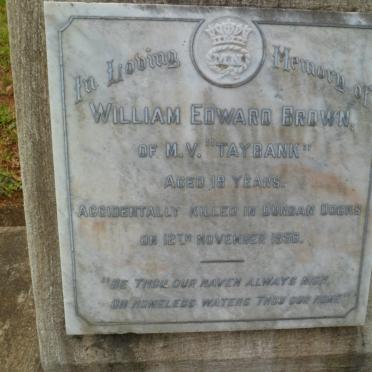 In Loving Memory of
WILLIAM EDWARD BROWN,
OF M.V. "TAYBANK"
AGED 18 YEARS.
ACCIDENTALLY KILLED IN DURBAN DOCKS
ON 12TH NOVEMBER
"BE THOU OUR HAVEN ALWAYS NIGH,
ON HOMELESS WATERS THOU OUR HOME"